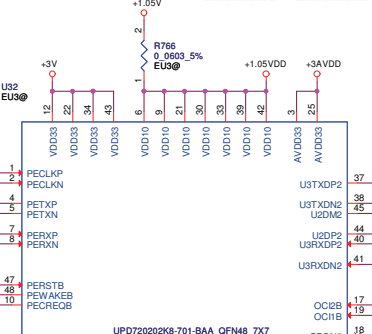 +1.05V
2
R766
0_0603_5%
EU3@
1
+3V
+1.05VDD
+3AVDD
U32
EU3@
12 22 34 43 6 9 21 30 33 39 42 3 25
VDD33 VDD33 VDD33 VDD33 VDD10 VDD10 VDD10 VDD10 VDD10 VDD10 VDD10 AVDD33 AVDD33
1 PECLKP
2 PECLKN
4 PETXP
5 PETXN
7 PERXP
8 PERXN
47 PERSTB
48 PEWAKEB
10 PECREQB
U3TXDP2 37
U3TXDN2 38
U2DM2 45
U2DP2 44
U3RXDP2 40
U3RXDN2 41
OCI2B 17
OCI1B 19
UPD720202K8-701-BAA_QFN48_7X7